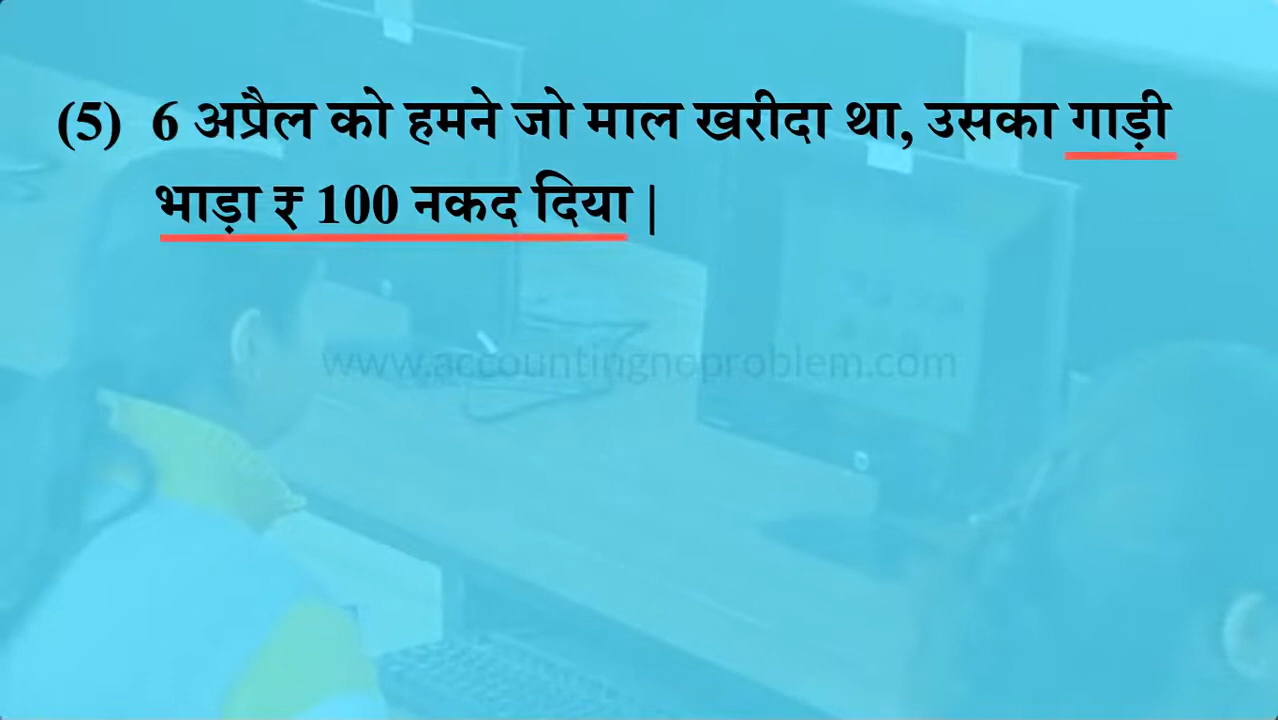 (5) 6 अप्रैल को हमने जो माल खरीदा था, उसका गाड़ी
भाड़ा ₹ 100 नकद दिया |
www.accountingnoproblem.com